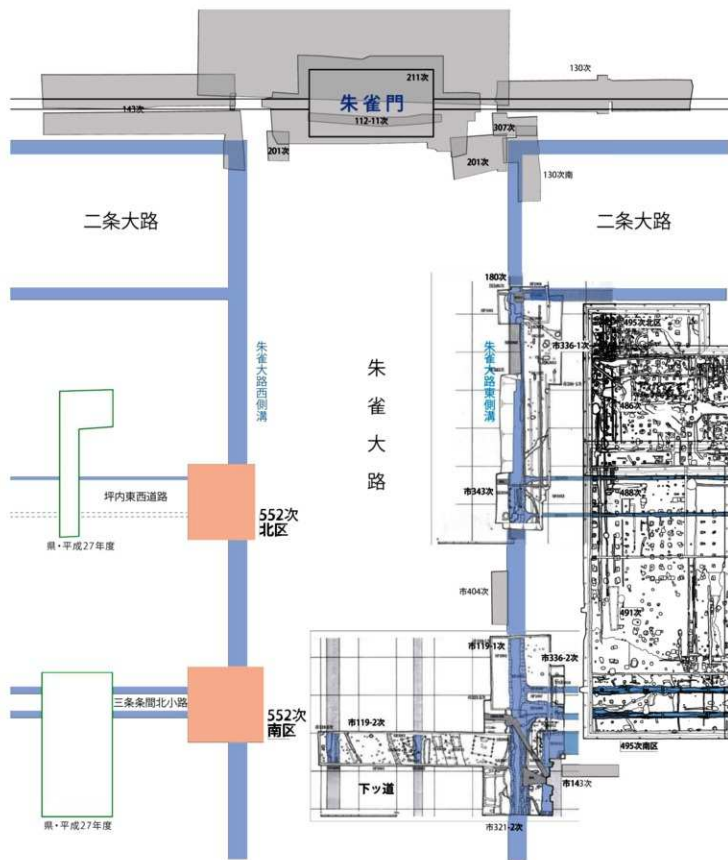 211次
130次
朱雀門
143次
112-11次
307次
201次
201次
130次南
二条大路
二条大路
180次
495次北区
市336-1次
朱雀大路西側溝
朱雀大路
朱雀大路東側溝
486次
坪内東西道路
市343次
488次
552次
北区
県・平成27年度
市404次
491次
市119-1次
市336-2次
三条条間北小路
552次
南区
市119-2次
495次南区
下ッ道
市143次
県・平成27年度
市321-2次